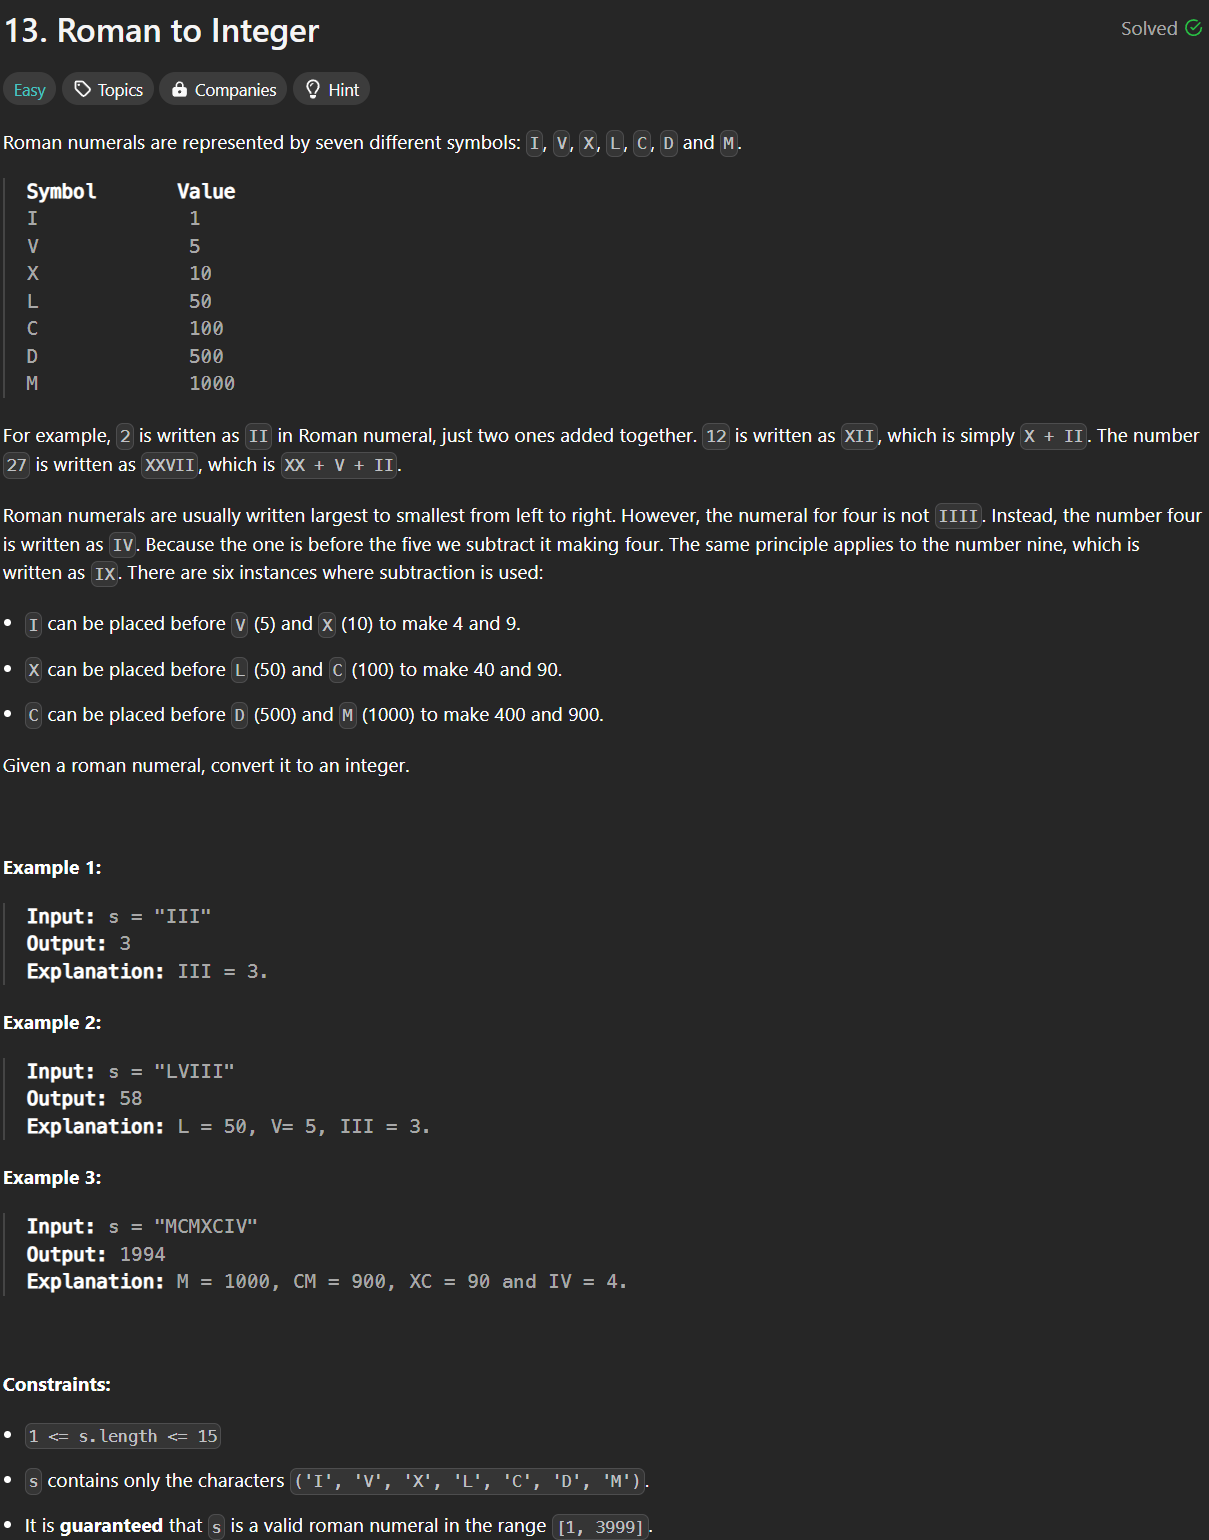 13. Roman to Integer
Solved
Easy Topics Companies Hint
Roman numerals are represented by seven different symbols: I, V, X, L, C, D and M.
Symbol Value
I 1
V 5
X 10
L 50
C 100
D 500
M 1000
For example, 2 is written as II in Roman numeral, just two ones added together. 12 is written as XII, which is simply X + II. The number
27 is written as XXVII, which is XX + V + II.
Roman numerals are usually written largest to smallest from left to right. However, the numeral for four is not IIII. Instead, the number four
is written as IV. Because the one is before the five we subtract it making four. The same principle applies to the number nine, which is
written as IX. There are six instances where subtraction is used:
• I can be placed before V (5) and X (10) to make 4 and 9.
• X can be placed before L (50) and C (100) to make 40 and 90.
• C can be placed before D (500) and M (1000) to make 400 and 900.
Given a roman numeral, convert it to an integer.
Example 1:
Input: s = "III"
Output: 3
Explanation: III = 3.
Example 2:
Input: s = "LVIII"
Output: 58
Explanation: L = 50, V= 5, III = 3.
Example 3:
Input: s = "MCMXCIV"
Output: 1994
Explanation: M = 1000, CM = 900, XC = 90 and IV = 4.
Constraints:
• 1 <= s.length <= 15
• s contains only the characters ('I', 'V', 'X', 'L', 'C', 'D', 'M').
• It is guaranteed that s is a valid roman numeral in the range [1, 3999].